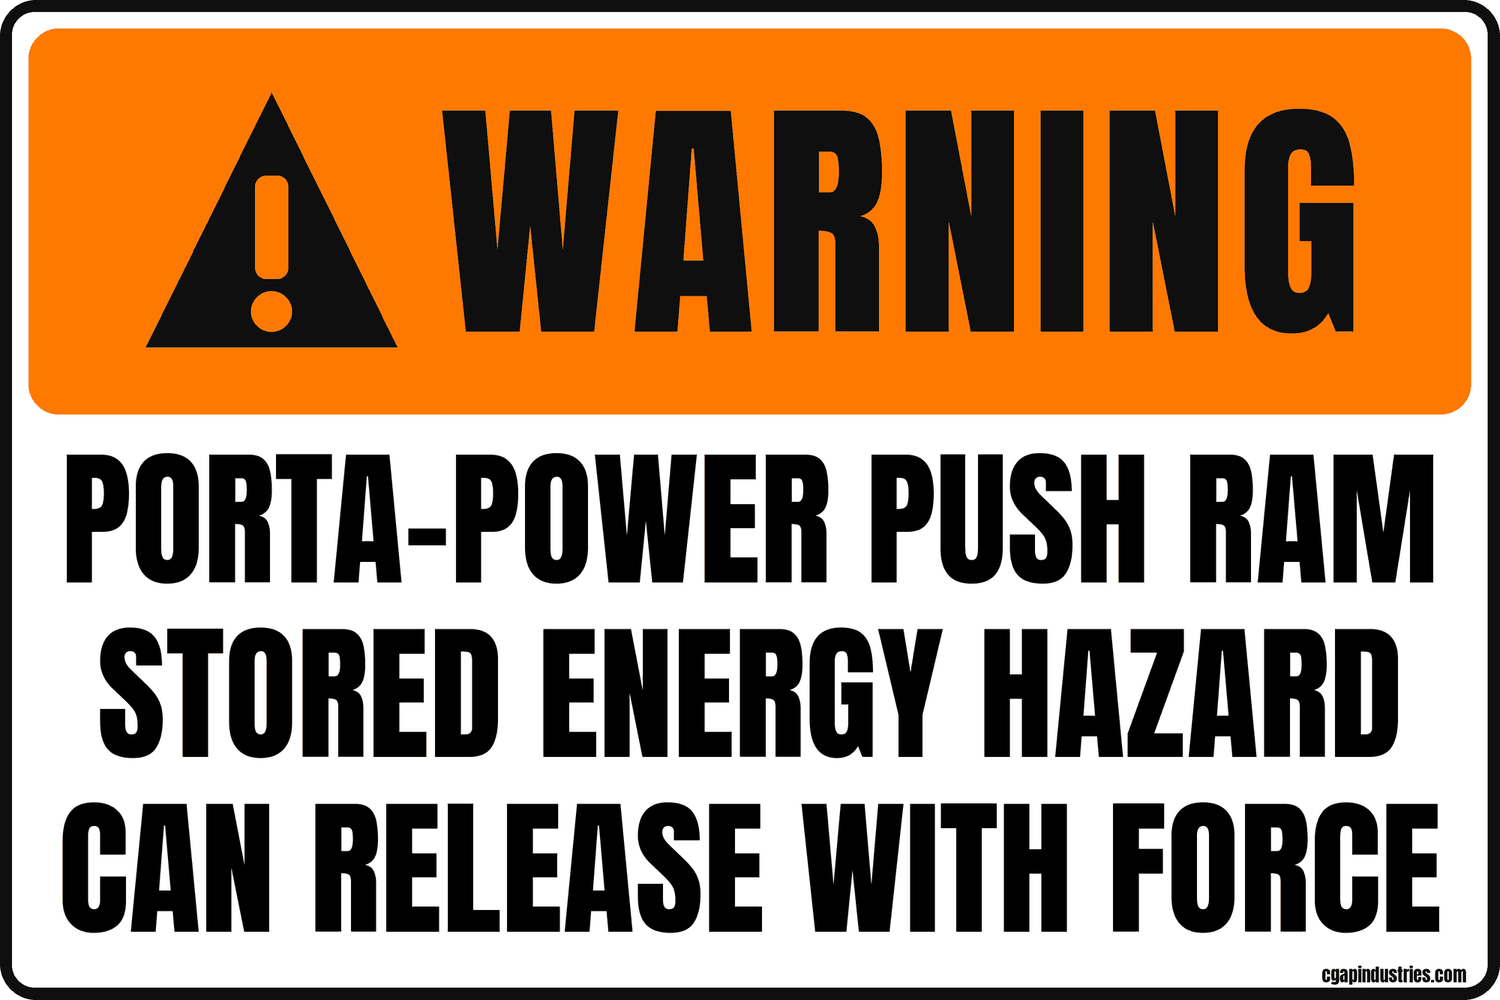 WARNING
PORTA-POWER PUSH RAM
STORED ENERGY HAZARD
CAN RELEASE WITH FORCE
cgapindustries.com